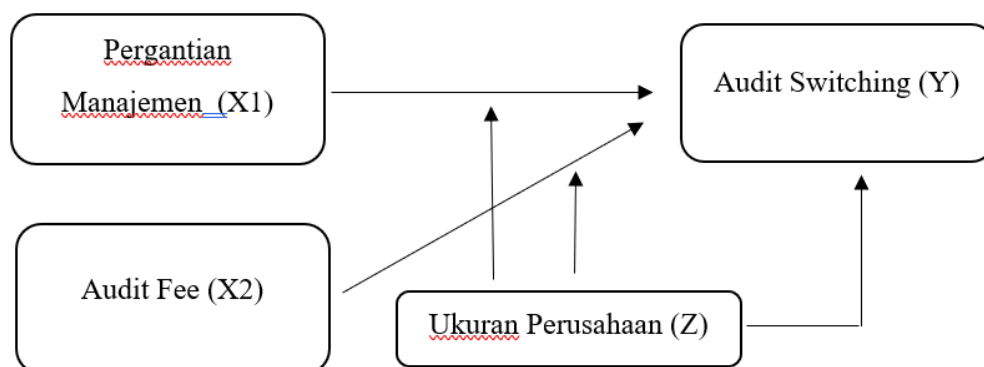 Pergantian
Manajemen (X1)
Audit Switching (Y)
Audit Fee (X2)
Ukuran Perusahaan (Z)